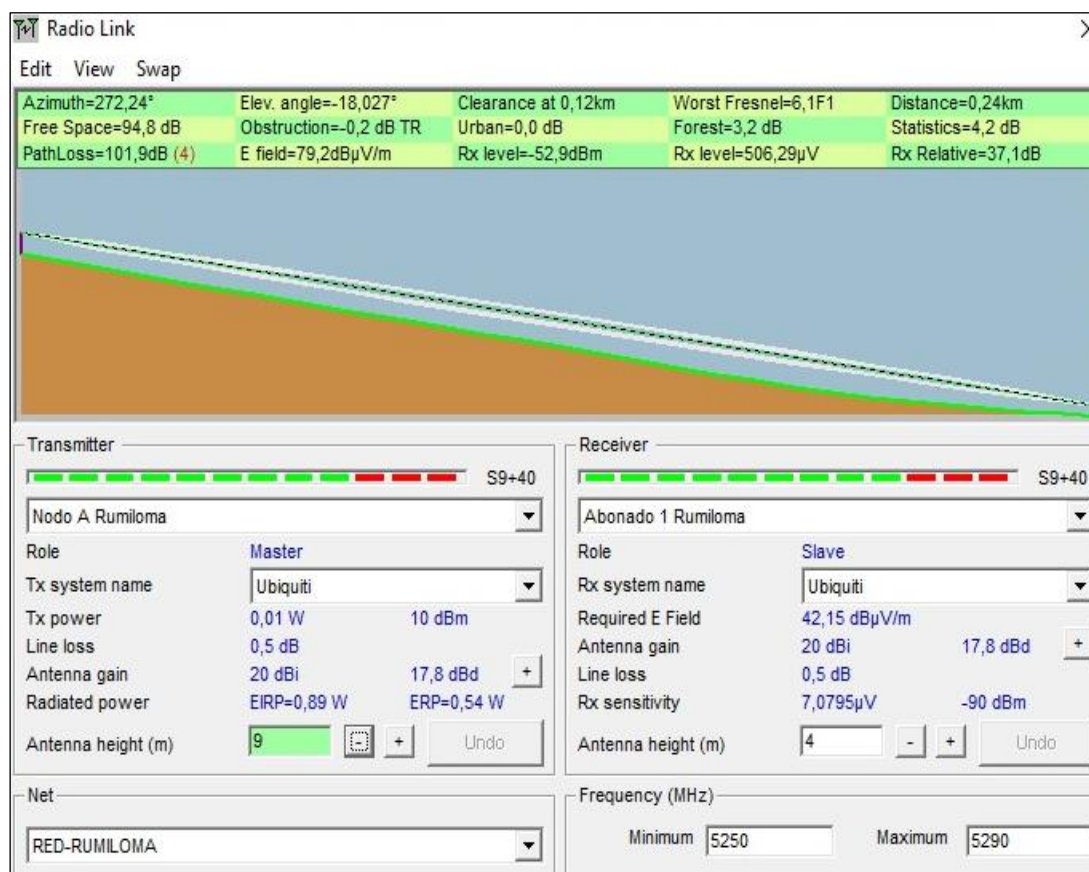 Radio Link
Edit View Swap
Azimuth=272,24° Elev. angle=-18,027° Clearance at 0,12km Worst Fresnel=6,1F1 Distance=0,24km
Free Space=94,8 dB Obstruction=-0,2 dB TR Urban=0,0 dB Forest=3,2 dB Statistics=4,2 dB
PathLoss=101,9dB (4) E field=79,2dBµV/m Rx level=-52,9dBm Rx level=506,29µV Rx Relative=37,1dB
Transmitter
S9+40
Nodo A Rumiloma
Role Master
Tx system name Ubiquiti
Tx power 0,01 W 10 dBm
Line loss 0,5 dB
Antenna gain 20 dBi 17,8 dBd +
Radiated power EIRP=0,89 W ERP=0,54 W
Antenna height (m) 9 - + Undo
Receiver
S9+40
Abonado 1 Rumiloma
Role Slave
Rx system name Ubiquiti
Required E Field 42,15 dBµV/m
Antenna gain 20 dBi 17,8 dBd +
Line loss 0,5 dB
Rx sensitivity 7,0795µV -90 dBm
Antenna height (m) 4 - + Undo
Net
RED-RUMILOMA
Frequency (MHz)
Minimum 5250 Maximum 5290